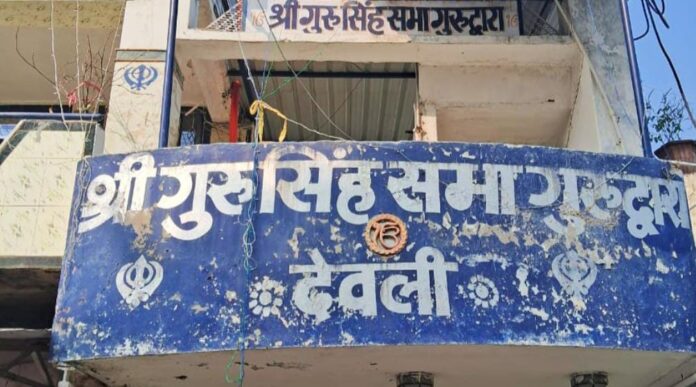 ੴ श्री गुरू सिंह सभा गुरूद्वारा ੴ
श्री गुरू सिंह सभा गुरूद्वारा
ੴ
देवली